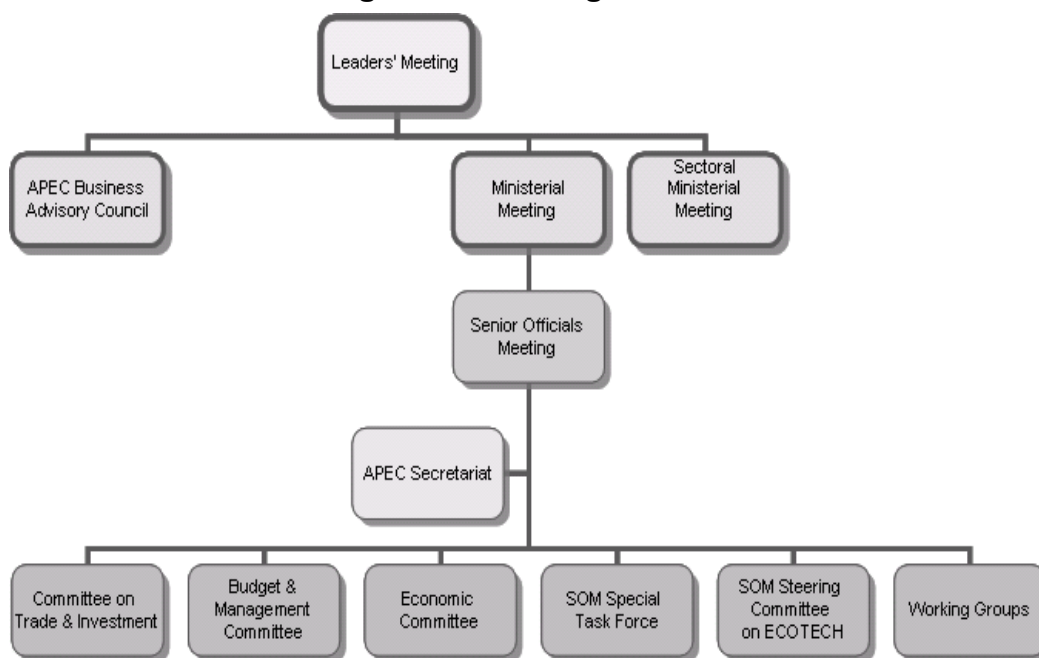 Leaders' Meeting
APEC Business
Advisory Council
Ministerial
Meeting
Sectoral
Ministerial
Meeting
Senior Officials
Meeting
APEC Secretariat
Committee on
Trade & Investment
Budget &
Management
Committee
Economic
Committee
SOM Special
Task Force
SOM Steering
Committee
on ECOTECH
Working Groups